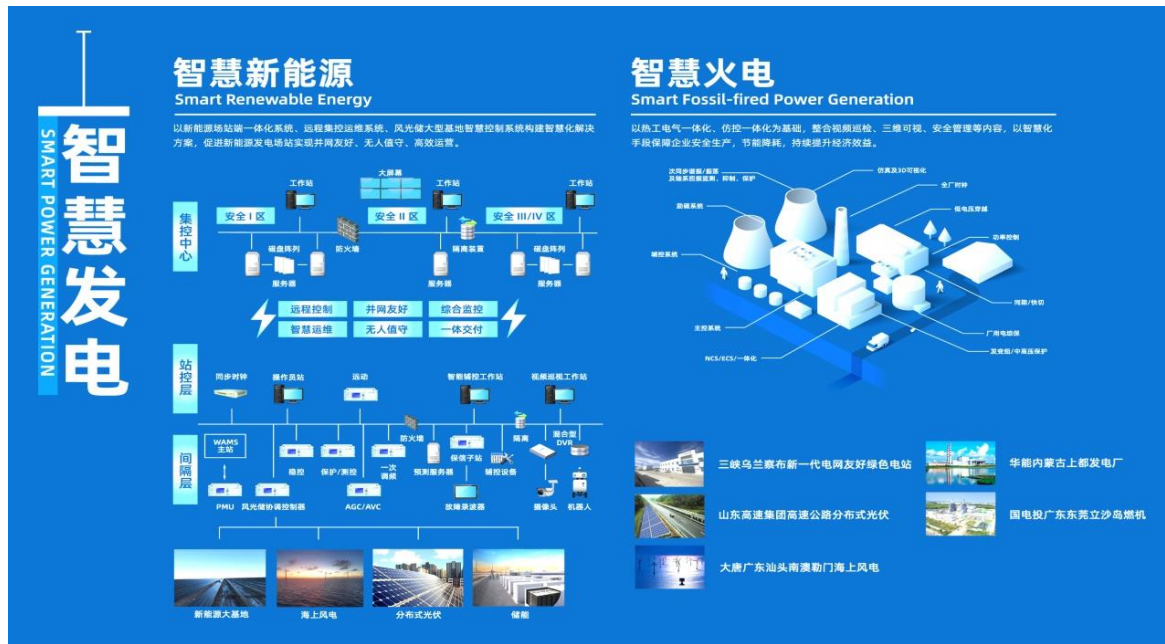 智慧发电
SMART POWER GENERATION
智慧新能源
Smart Renewable Energy
以新能源场站端一体化系统、远程集控运维系统、风光储大型基地智慧控制系统构建智慧化解决
方案，促进新能源发电场站实现并网友好、无人值守、高效运营。
集控中心
大屏幕
工作站
工作站
工作站
安全 I 区
安全 II 区
安全 III/IV 区
磁盘阵列
防火墙
隔离装置
磁盘阵列
服务器
服务器
服务器
远程控制
并网友好
综合监控
智慧运维
无人值守
一体交付
站控层
同步时钟
操作员站
远动
智能辅控工作站
视频巡视工作站
间隔层
WAMS
主站
防火墙
隔离
混合型
DVR
稳控
保护/测控
一次
调频
预测服务器
保信子站
辅控设备
PMU
风光储协调控制器
AGC/AVC
故障录波器
摄像头
机器人
新能源大基地
海上风电
分布式光伏
储能
智慧火电
Smart Fossil-fired Power Generation
以热工电气一体化、仿控一体化为基础，整合视频巡检、三维可视、安全管理等内容，以智慧化
手段保障企业安全生产，节能降耗，持续提升经济效益。
次同步谐振/振荡
及轴系扭振监测、抑制、保护
仿真及3D可视化
全厂时钟
励磁系统
低电压穿越
功率控制
辅控系统
同期/快切
主控系统
厂用电综保
NCS/ECS/一体化
发变组/中高压保护
三峡乌兰察布新一代电网友好绿色电站
华能内蒙古上都发电厂
山东高速集团高速公路分布式光伏
国电投广东东莞立沙岛燃机
大唐广东汕头南澳勒门海上风电